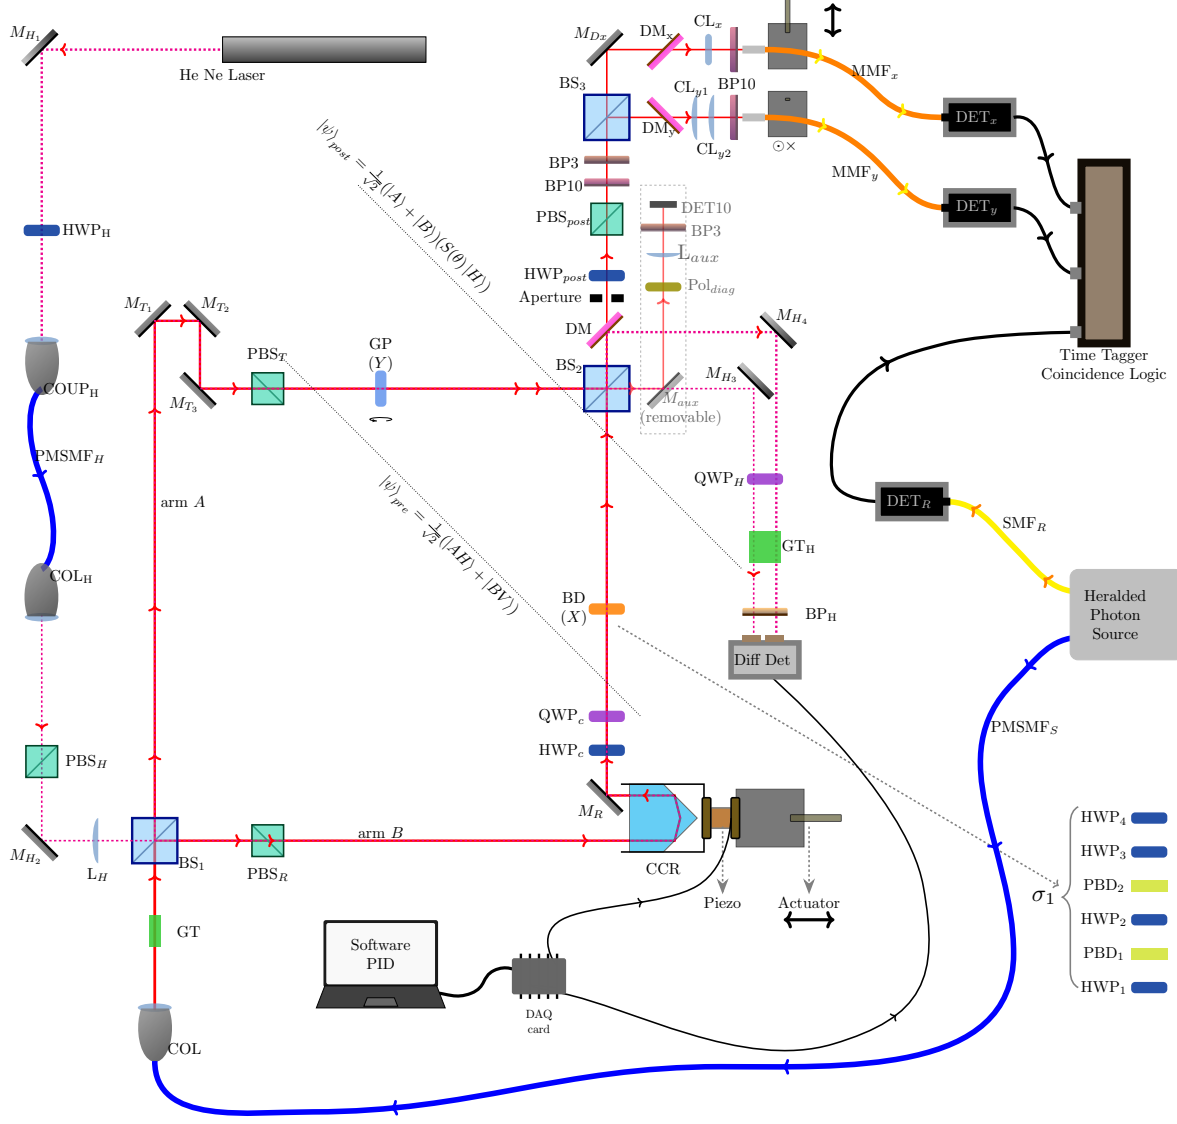 M_{H_1}
He Ne Laser
HWP_H
COUP_H
PMSMF_H
COL_H
PBS_H
M_{H_2}
L_H
BS_1
GT
COL
M_{T_1}
M_{T_2}
M_{T_3}
PBS_T
GP
(Y)
arm A
arm B
PBS_R
|ψ⟩_{post} = \frac{1}{\sqrt{2}}(|A⟩ + |B⟩)(S(θ)|H⟩)
|ψ⟩_{pre} = \frac{1}{\sqrt{2}}(|AH⟩ + |BV⟩)
M_{Dx}
DM_x
CL_x
BP10
BS_3
DM_y
CL_{y1}
CL_{y2}
⊙×
MMF_x
MMF_y
DET_x
DET_y
BP3
BP10
PBS_{post}
HWP_{post}
Aperture
DM
BS_2
DET10
BP3
L_{aux}
Pol_{diag}
M_{aux}
(removable)
M_{H_4}
M_{H_3}
QWP_H
GT_H
BP_H
Diff Det
Time Tagger
Coincidence Logic
DET_R
SMF_R
Heralded
Photon
Source
PMSMF_S
BD
(X)
QWP_c
HWP_c
M_R
CCR
Piezo
Actuator
Software
PID
DAQ
card
σ_1
HWP_4
HWP_3
PBD_2
HWP_2
PBD_1
HWP_1